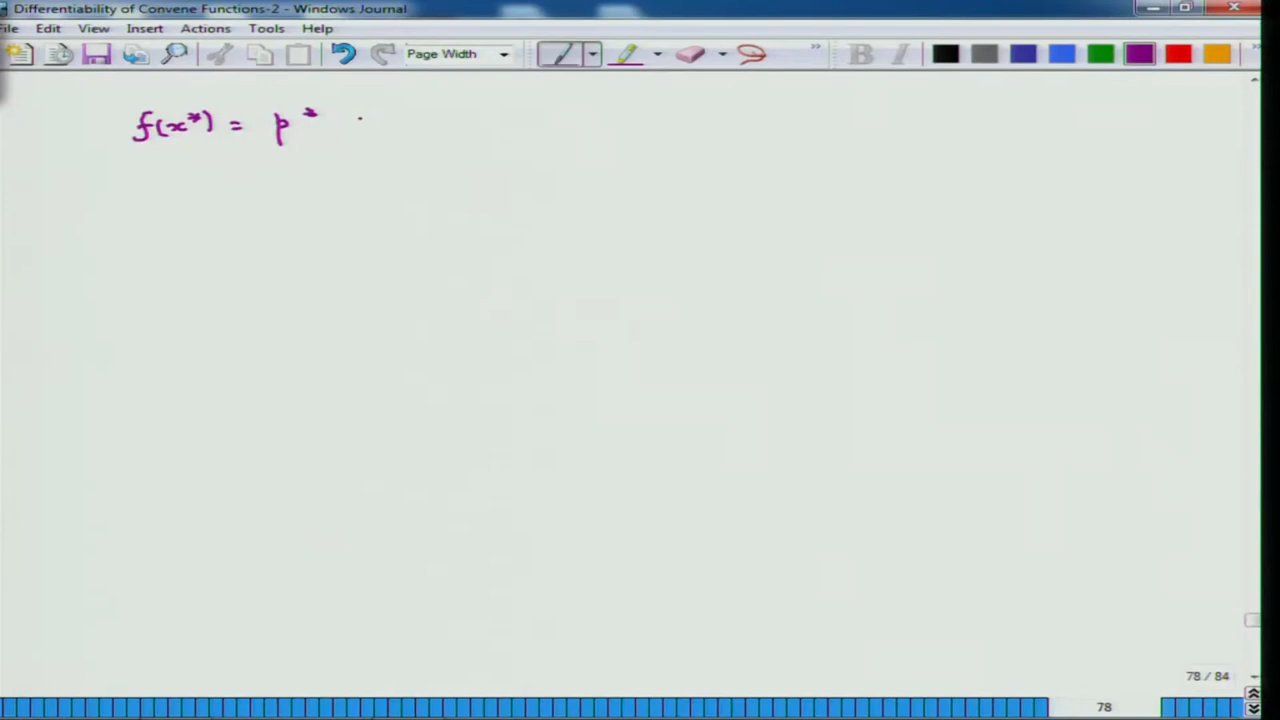 Differentiability of Convene Functions-2 - Windows Journal
File Edit View Insert Actions Tools Help
Page Width B I
f(x*) = p*
78 / 84
78